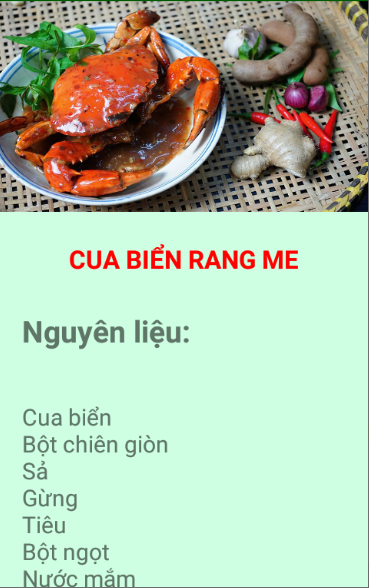 CUA BIỂN RANG ME
Nguyên liệu:
Cua biển
Bột chiên giòn
Sả
Gừng
Tiêu
Bột ngọt
Nước mắm